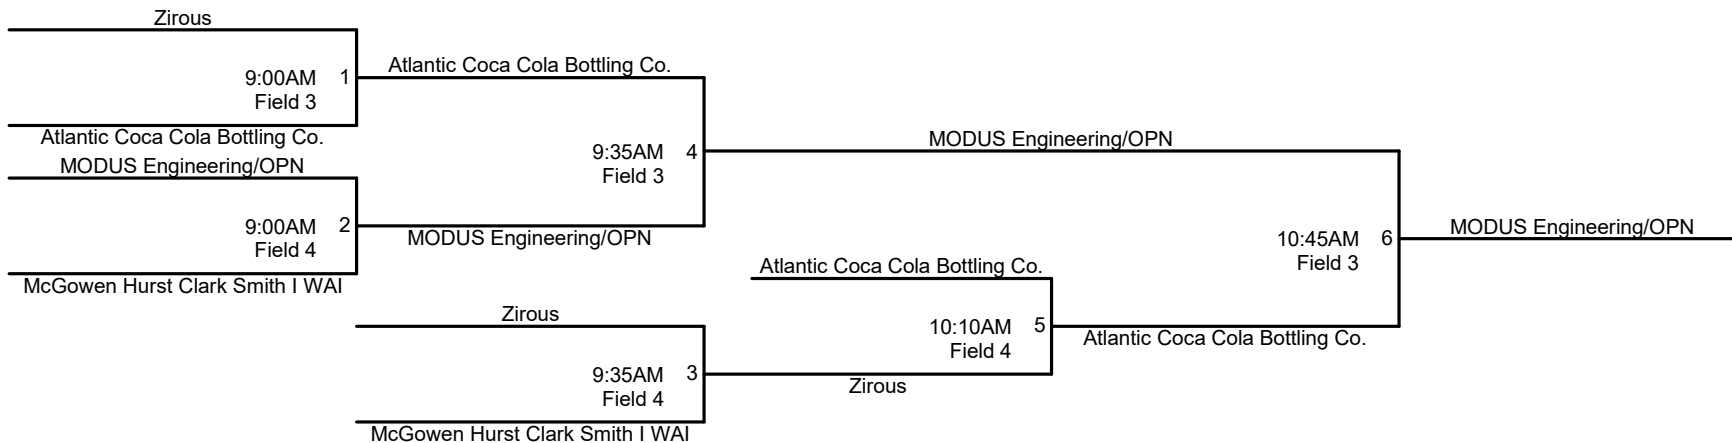 Zirous
9:00AM 1
Field 3
Atlantic Coca Cola Bottling Co.
MODUS Engineering/OPN
9:00AM 2
Field 4
McGowen Hurst Clark Smith I WAI
Atlantic Coca Cola Bottling Co.
9:35AM 4
Field 3
MODUS Engineering/OPN
Zirous
9:35AM 3
Field 4
McGowen Hurst Clark Smith I WAI
MODUS Engineering/OPN
Atlantic Coca Cola Bottling Co.
10:10AM 5
Field 4
Zirous
10:45AM 6
Field 3
Atlantic Coca Cola Bottling Co.
MODUS Engineering/OPN